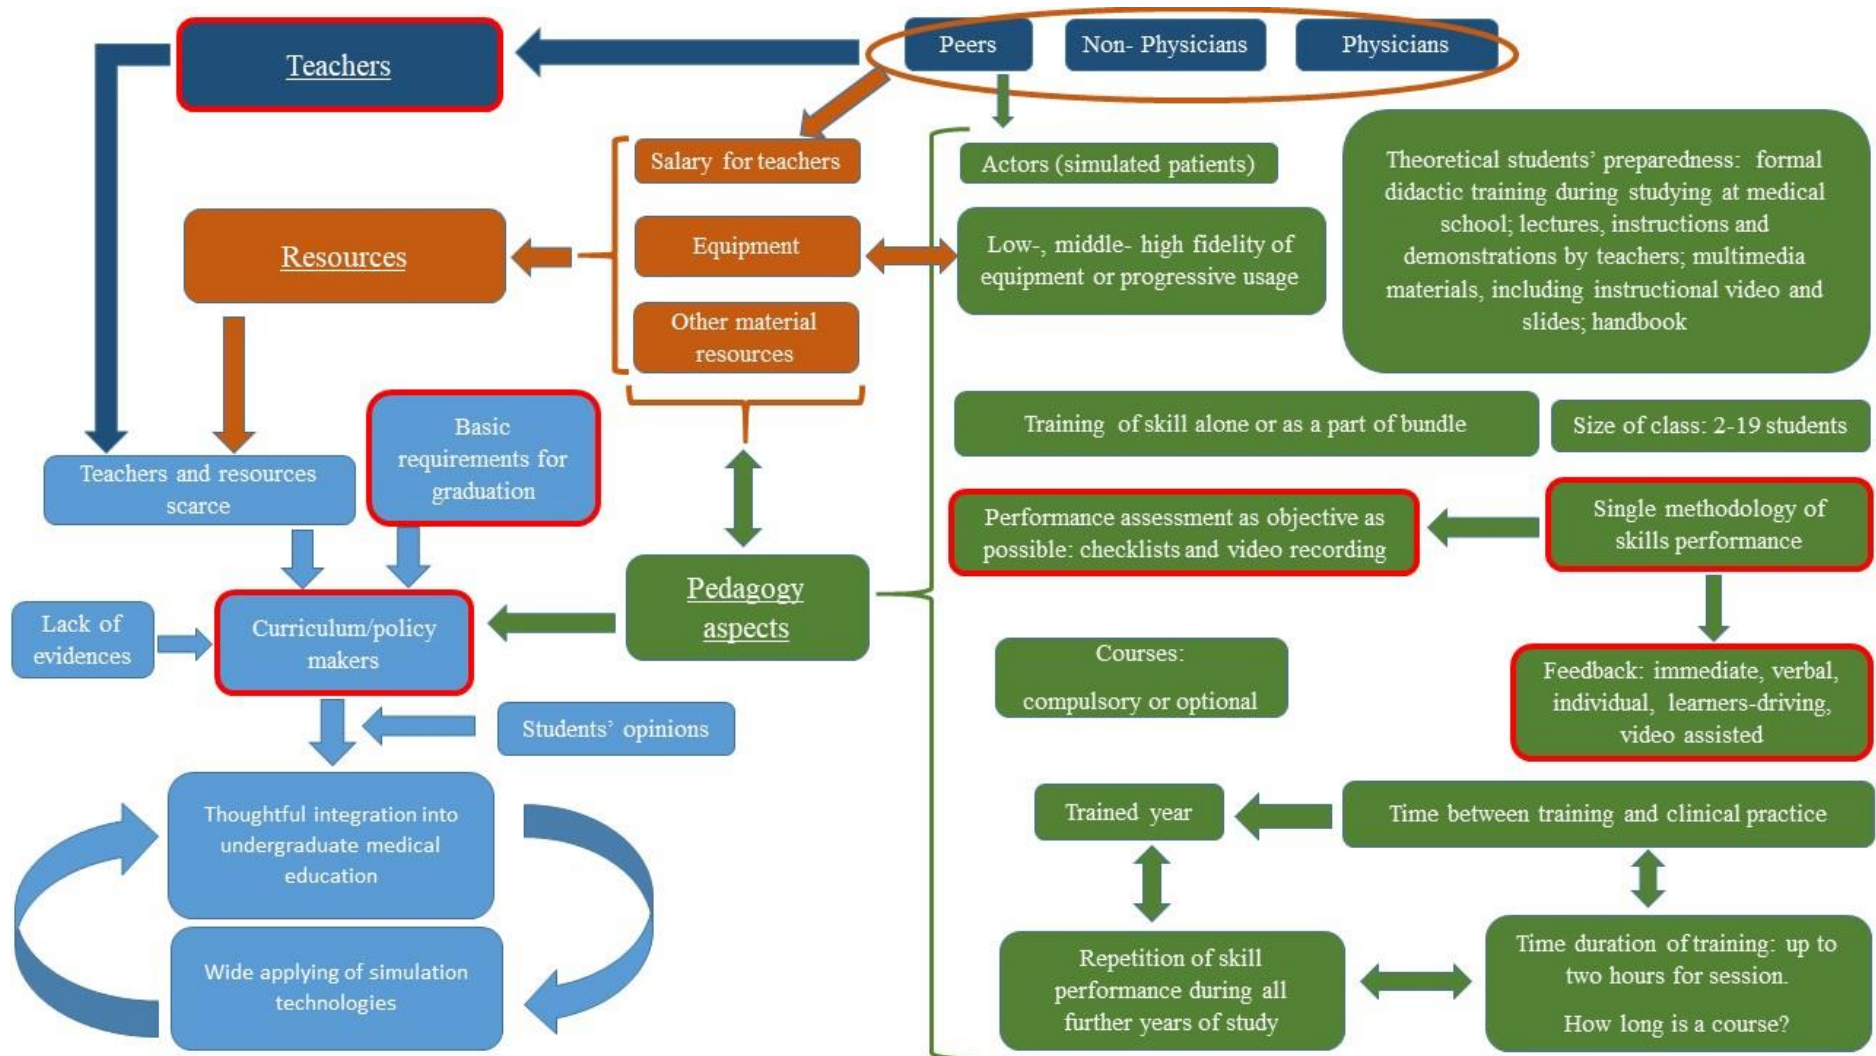 Peers
Non- Physicians
Physicians
Teachers
Salary for teachers
Actors (simulated patients)
Theoretical students’ preparedness: formal
didactic training during studying at medical
school; lectures, instructions and
demonstrations by teachers; multimedia
materials, including instructional video and
slides; handbook
Resources
Equipment
Low-, middle- high fidelity of
equipment or progressive usage
Other material
resources
Basic
requirements for
graduation
Training of skill alone or as a part of bundle
Size of class: 2-19 students
Teachers and resources
scarce
Performance assessment as objective as
possible: checklists and video recording
Single methodology of
skills performance
Pedagogy
aspects
Lack of
evidences
Curriculum/policy
makers
Courses:
compulsory or optional
Feedback: immediate, verbal,
individual, learners-driving,
video assisted
Students’ opinions
Thoughtful integration into
undergraduate medical
education
Trained year
Time between training and clinical practice
Wide applying of simulation
technologies
Repetition of skill
performance during all
further years of study
Time duration of training: up to
two hours for session.
How long is a course?